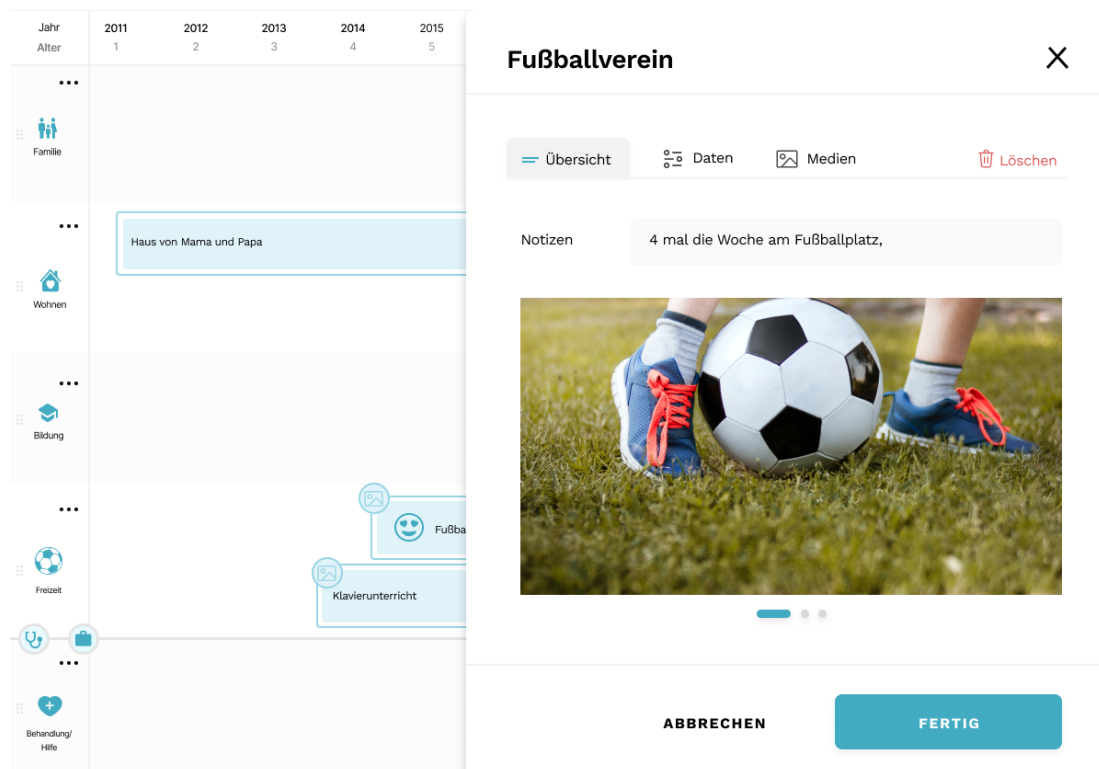 Jahr
2011
2012
2013
2014
2015
Alter
1
2
3
4
5
Familie
Haus von Mama und Papa
Wohnen
Bildung
Fußba
Klavierunterricht
Freizeit
Behandlung/
Hilfe
Fußballverein
Übersicht
Daten
Medien
Löschen
Notizen
4 mal die Woche am Fußballplatz,
ABBRECHEN
FERTIG